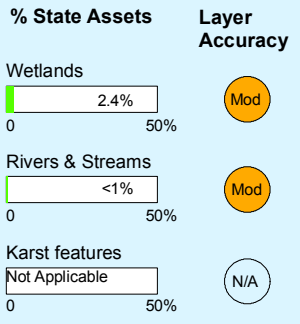 % State Assets Layer Accuracy
Wetlands
2.4% Mod
0 50%
Rivers & Streams
<1% Mod
0 50%
Karst features
Not Applicable N/A
0 50%